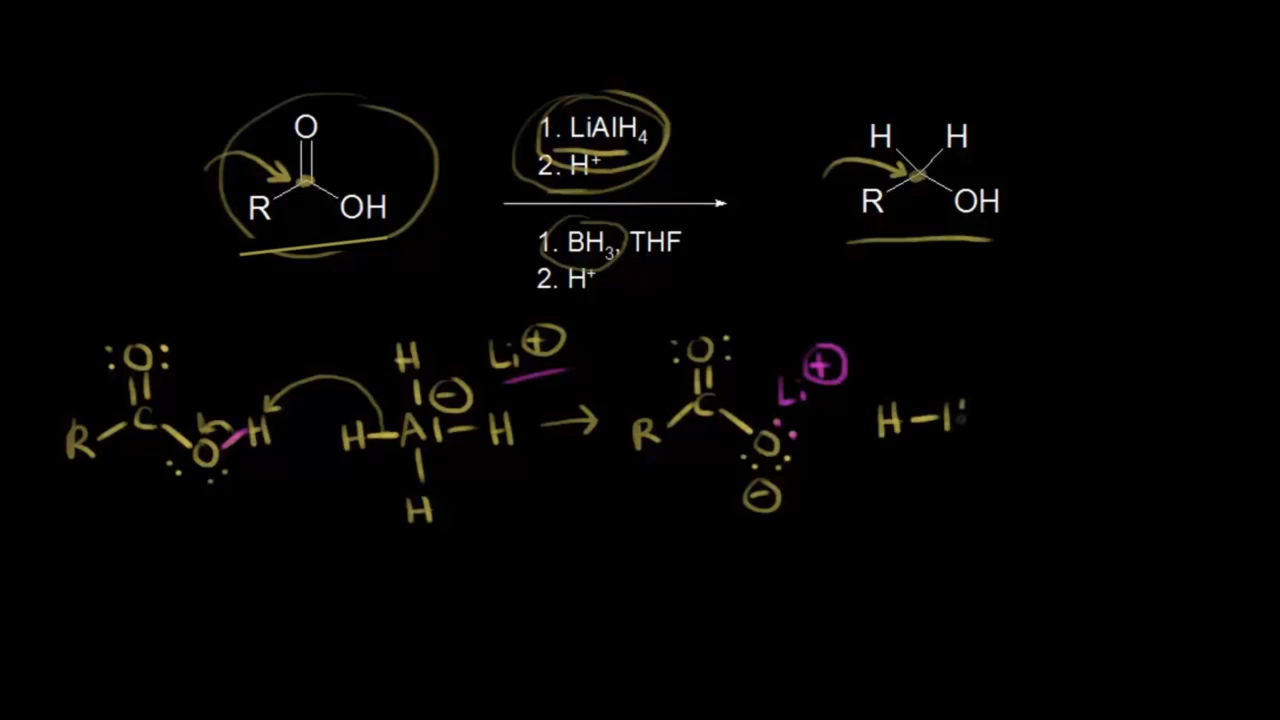 O
R OH
1. LiAlH₄
2. H⁺
1. BH₃, THF
2. H⁺
H H
R OH
:O:
R C O H
H
H Al H
H
⊖
Li⊕
:O:
R C O
⊖
Li⊕
H